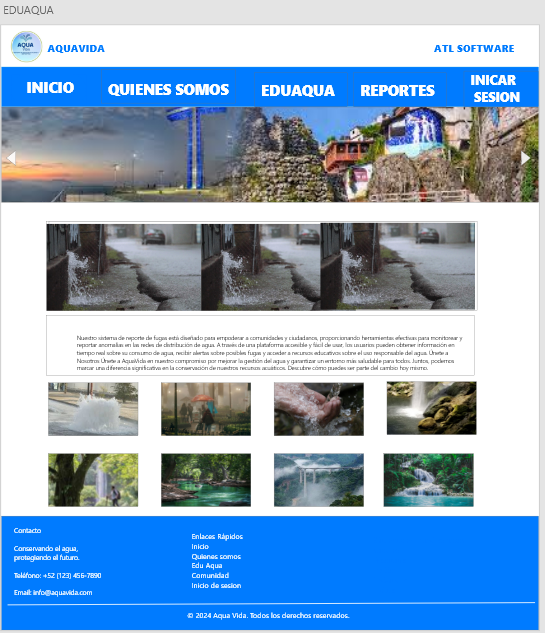 EDUAQUA
AQUA
Vida
AQUAVIDA
ATL SOFTWARE
INICIO
QUIENES SOMOS
EDUAQUA
REPORTES
INICAR
SESION
Nuestro sistema de reporte de fugas está diseñado para empoderar a comunidades y ciudadanos, proporcionando herramientas efectivas para monitorear y
reportar anomalías en las redes de distribución de agua. A través de una plataforma accesible y fácil de usar, los usuarios pueden obtener información en
tiempo real sobre su consumo de agua, recibir alertas sobre posibles fugas y acceder a recursos educativos sobre el uso responsable del agua. Únete a
Nosotros Únete a AquaVida en nuestro compromiso por mejorar la gestión del agua y garantizar un entorno más saludable para todos. Juntos, podemos
marcar una diferencia significativa en la conservación de nuestros recursos acuáticos. Descubre cómo puedes ser parte del cambio hoy mismo.
Contacto
Conservando el agua,
protegiendo el futuro.
Teléfono: +52 (123) 456-7890
Email: info@aquavida.com
Enlaces Rápidos
Inicio
Quienes somos
Edu Aqua
Comunidad
Inicio de sesion
© 2024 Aqua Vida. Todos los derechos reservados.